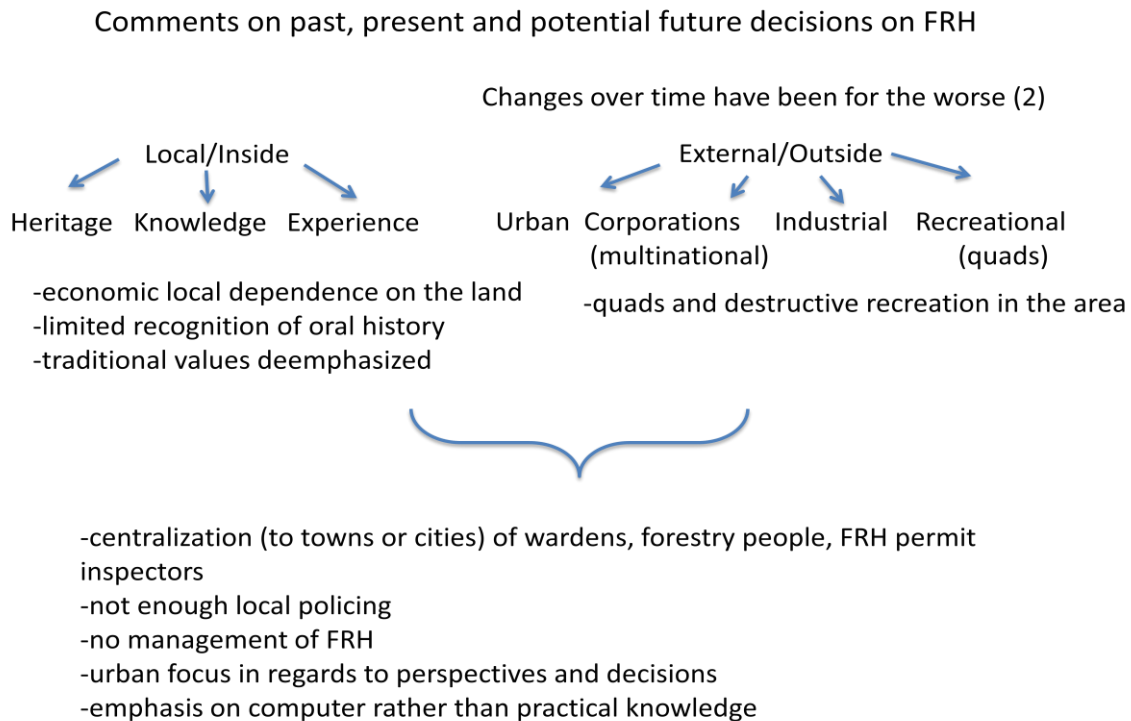 Comments on past, present and potential future decisions on FRH
Changes over time have been for the worse (2)
Local/Inside
External/Outside
Heritage Knowledge Experience
Urban Corporations Industrial Recreational
(multinational) (quads)
-economic local dependence on the land
-limited recognition of oral history
-traditional values deemphasized
-quads and destructive recreation in the area
-centralization (to towns or cities) of wardens, forestry people, FRH permit
inspectors
-not enough local policing
-no management of FRH
-urban focus in regards to perspectives and decisions
-emphasis on computer rather than practical knowledge